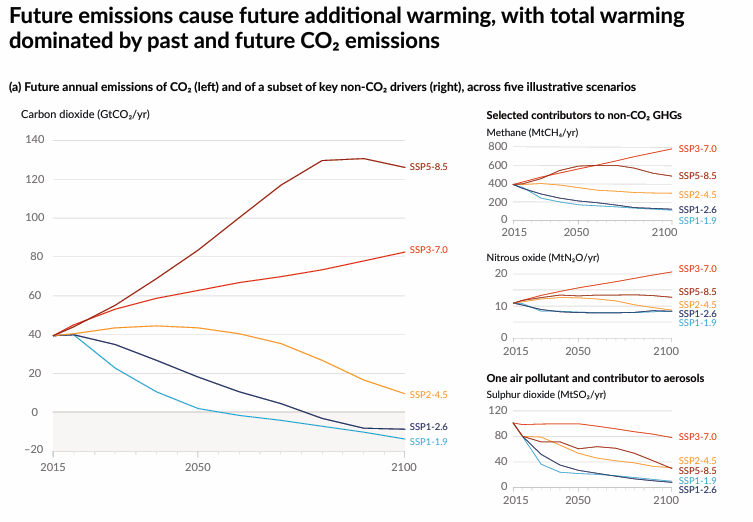 Future emissions cause future additional warming, with total warming
dominated by past and future CO₂ emissions
(a) Future annual emissions of CO₂ (left) and of a subset of key non-CO₂ drivers (right), across five illustrative scenarios
Carbon dioxide (GtCO₂/yr)
140
120
100
80
60
40
20
0
–20
2015
2050
2100
SSP5-8.5
SSP3-7.0
SSP2-4.5
SSP1-2.6
SSP1-1.9
Selected contributors to non-CO₂ GHGs
Methane (MtCH₄/yr)
800
600
400
200
0
2015
2050
2100
SSP3-7.0
SSP5-8.5
SSP2-4.5
SSP1-2.6
SSP1-1.9
Nitrous oxide (MtN₂O/yr)
20
10
0
2015
2050
2100
SSP3-7.0
SSP5-8.5
SSP2-4.5
SSP1-2.6
SSP1-1.9
One air pollutant and contributor to aerosols
Sulphur dioxide (MtSO₂/yr)
120
80
40
0
2015
2050
2100
SSP3-7.0
SSP2-4.5
SSP5-8.5
SSP1-1.9
SSP1-2.6